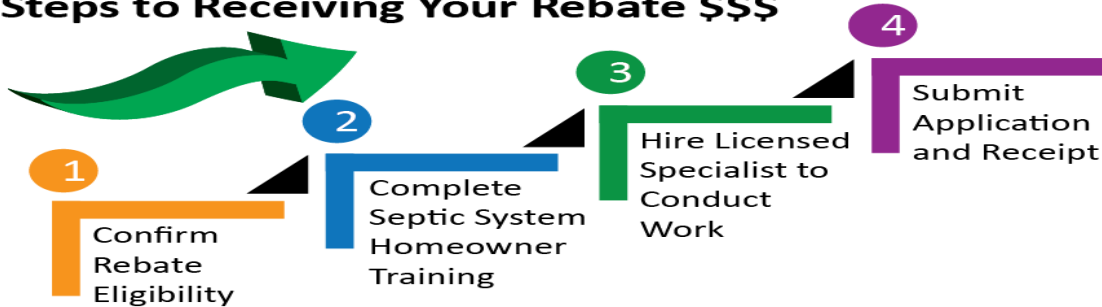 Steps to Receiving Your Rebate $$$
1
Confirm
Rebate
Eligibility
2
Complete
Septic System
Homeowner
Training
3
Hire Licensed
Specialist to
Conduct
Work
4
Submit
Application
and Receipt